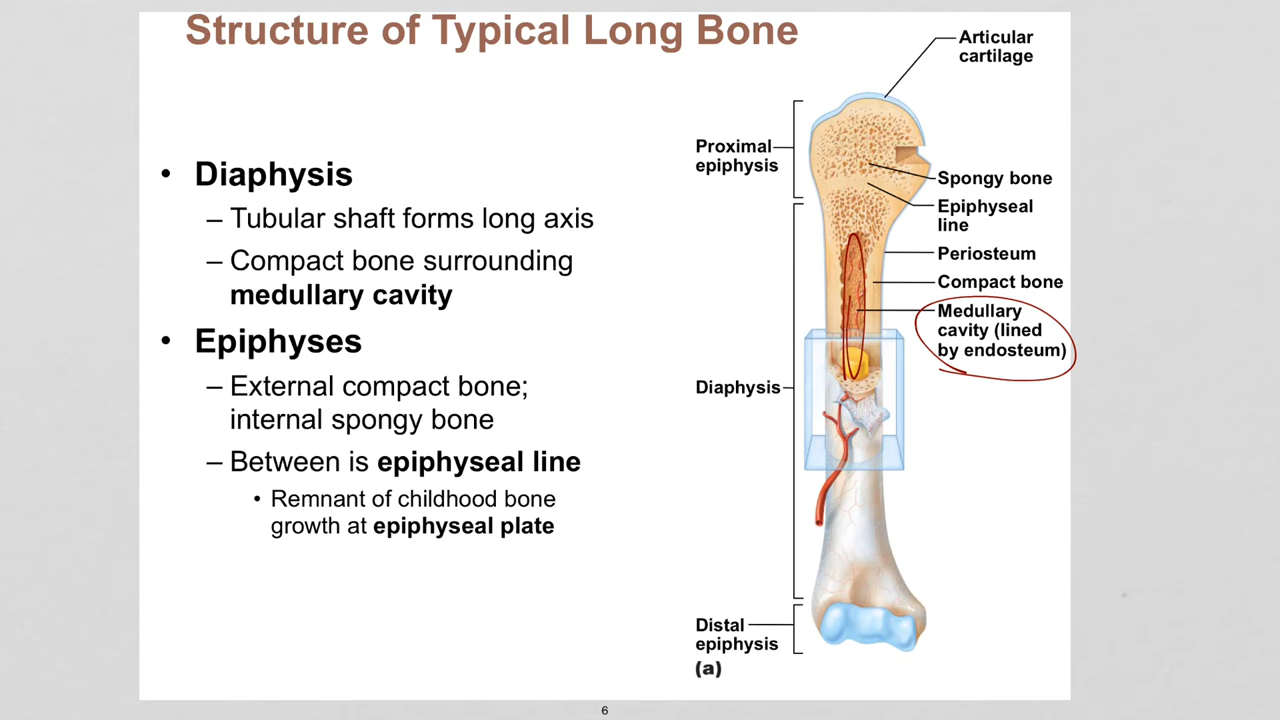 Structure of Typical Long Bone
• Diaphysis
– Tubular shaft forms long axis
– Compact bone surrounding
medullary cavity
• Epiphyses
– External compact bone;
internal spongy bone
– Between is epiphyseal line
• Remnant of childhood bone
growth at epiphyseal plate
Articular
cartilage
Proximal
epiphysis
Spongy bone
Epiphyseal
line
Periosteum
Compact bone
Medullary
cavity (lined
by endosteum)
Diaphysis
Distal
epiphysis
(a)
6